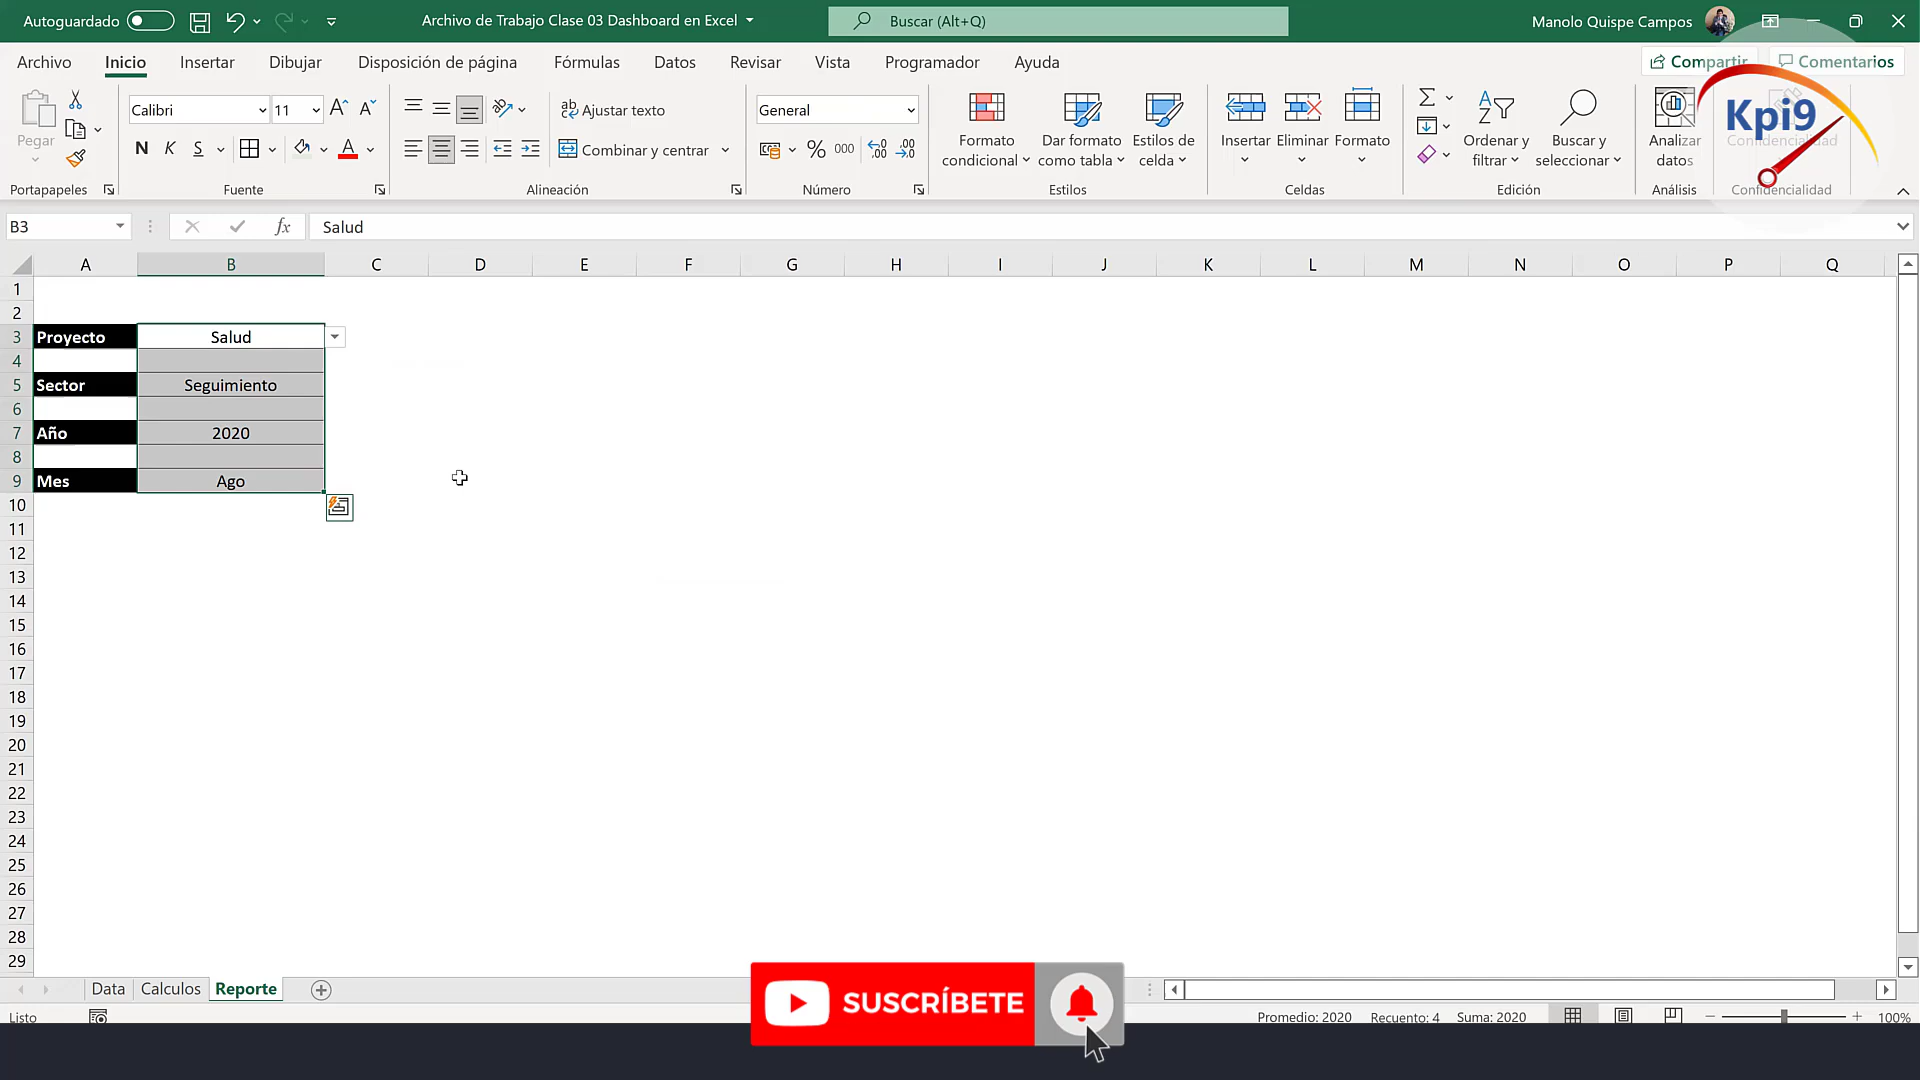 Autoguardado
Archivo de Trabajo Clase 03 Dashboard en Excel
Buscar (Alt+Q)
Manolo Quispe Campos
Archivo Inicio Insertar Dibujar Disposición de página Fórmulas Datos Revisar Vista Programador Ayuda
Compartir
Comentarios
Pegar
Portapapeles
Calibri 11
N K S
Fuente
Ajustar texto
Combinar y centrar
Alineación
General
% 000
Número
Formato condicional
Dar formato como tabla
Estilos de celda
Estilos
Insertar Eliminar Formato
Celdas
Ordenar y filtrar
Buscar y seleccionar
Edición
Analizar datos
Análisis
Kpi9
Confidencialidad
Confidencialidad
B3
fx
Salud
A B C D E F G H I J K L M N O P Q
1
2
3 Proyecto Salud
4
5 Sector Seguimiento
6
7 Año 2020
8
9 Mes Ago
10
11
12
13
14
15
16
17
18
19
20
21
22
23
24
25
26
27
28
29
Data Calculos Reporte
SUSCRÍBETE
Listo
Promedio: 2020 Recuento: 4 Suma: 2020
100%